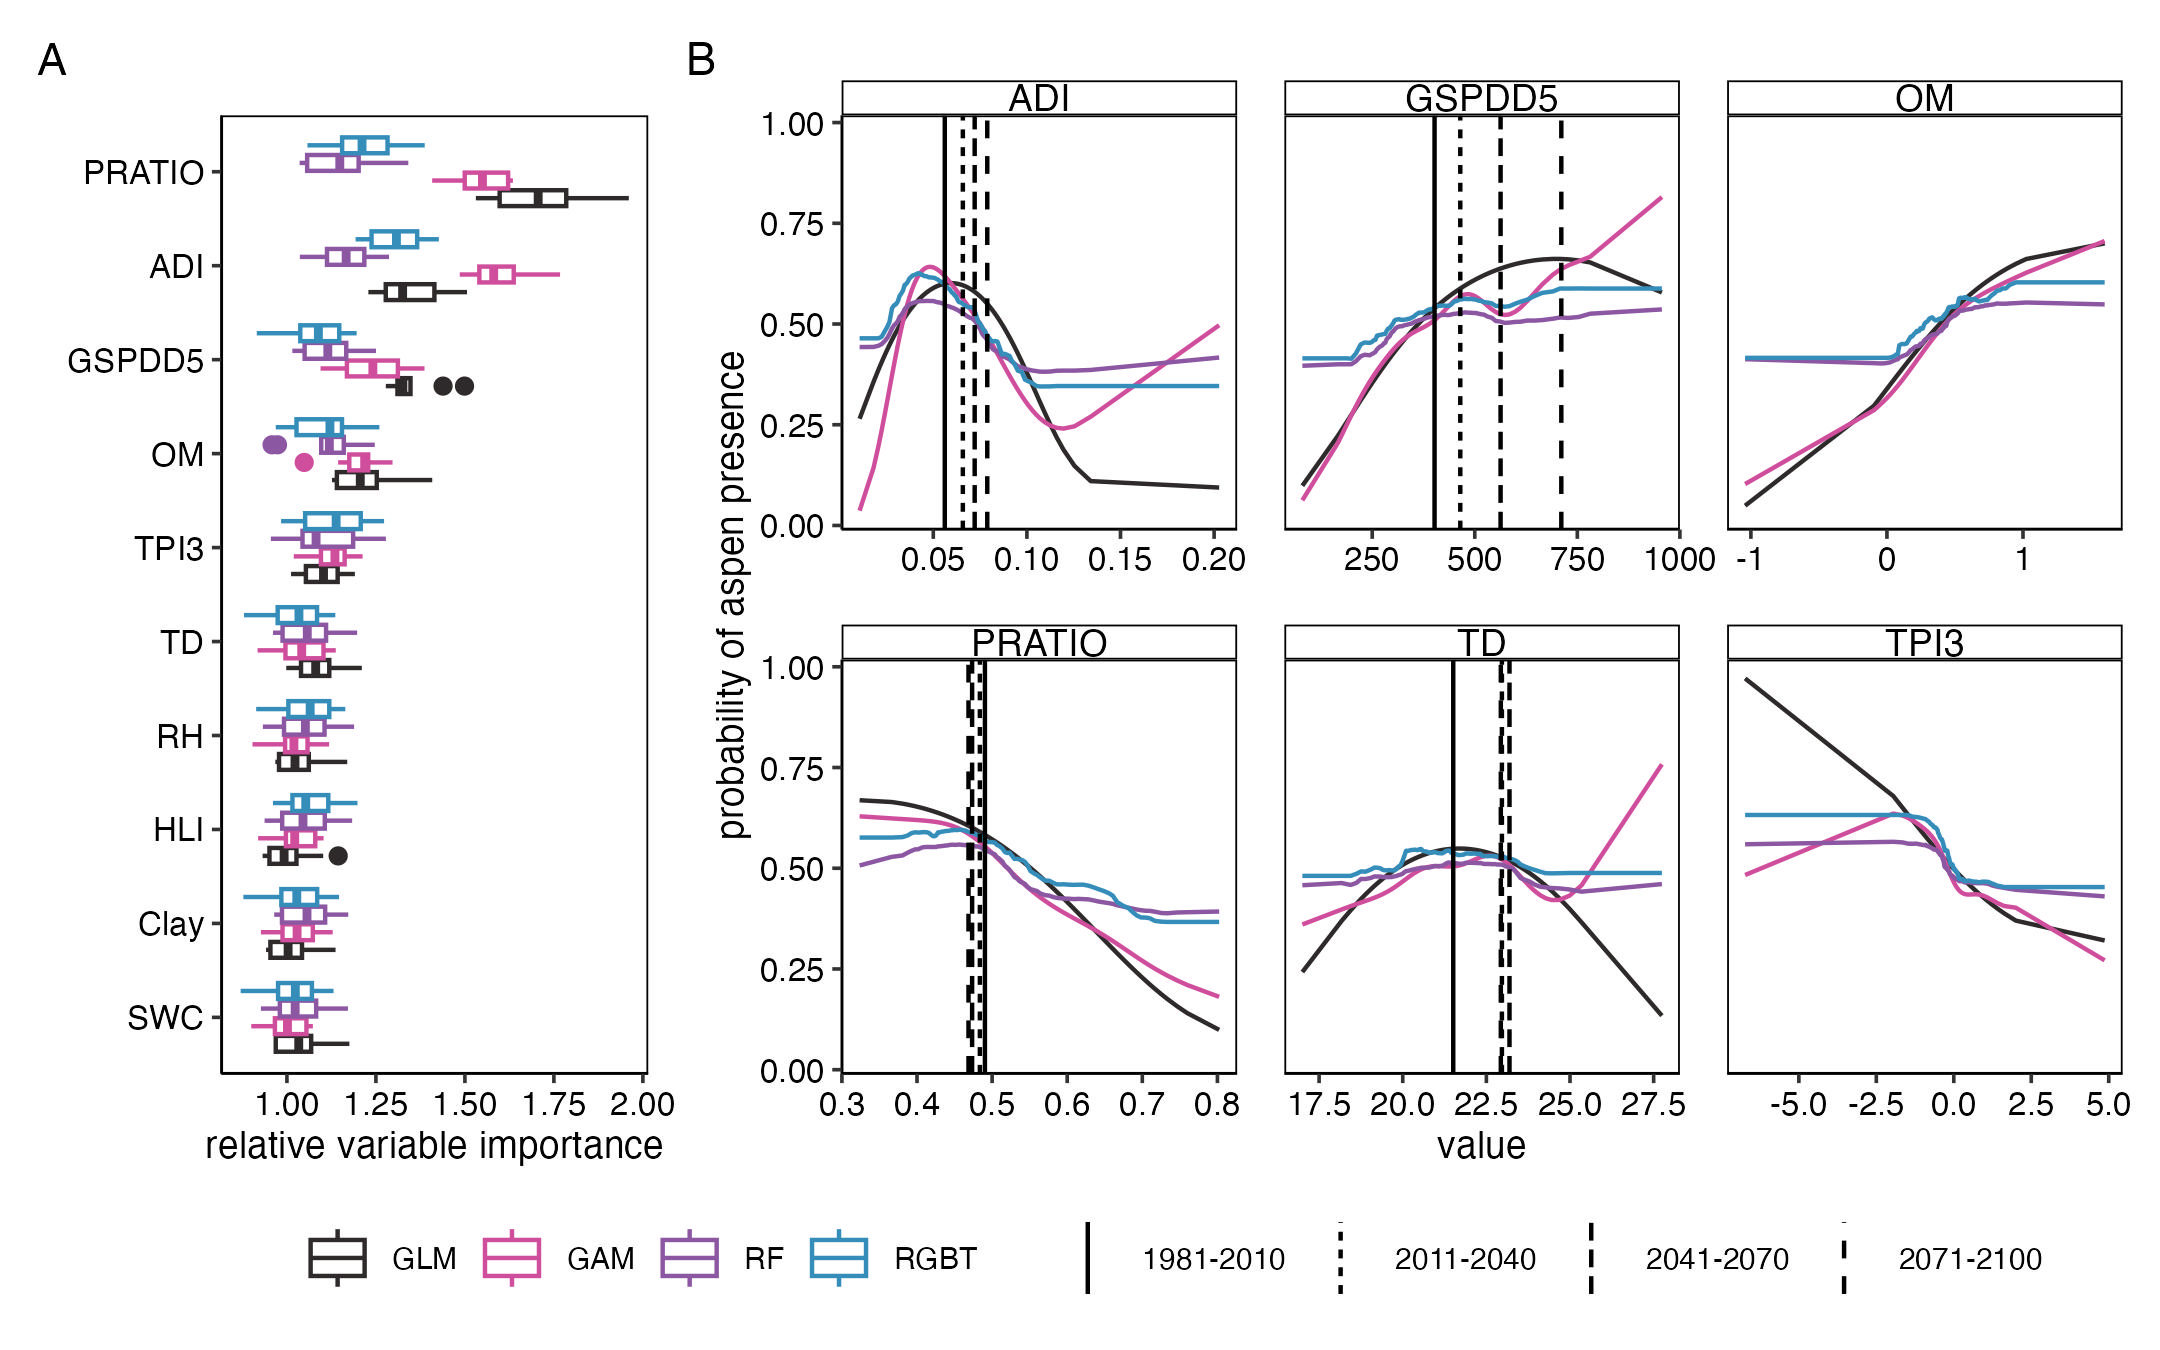 A
PRATIO
ADI
GSPDD5
OM
TPI3
TD
RH
HLI
Clay
SWC
1.00 1.25 1.50 1.75 2.00
relative variable importance
B
probability of aspen presence
ADI GSPDD5 OM
1.00
0.75
0.50
0.25
0.00
0.05 0.10 0.15 0.20 250 500 750 1000 -1 0 1
PRATIO TD TPI3
1.00
0.75
0.50
0.25
0.00
0.3 0.4 0.5 0.6 0.7 0.8 17.5 20.0 22.5 25.0 27.5 -5.0 -2.5 0.0 2.5 5.0
value
GLM GAM RF RGBT 1981-2010 2011-2040 2041-2070 2071-2100